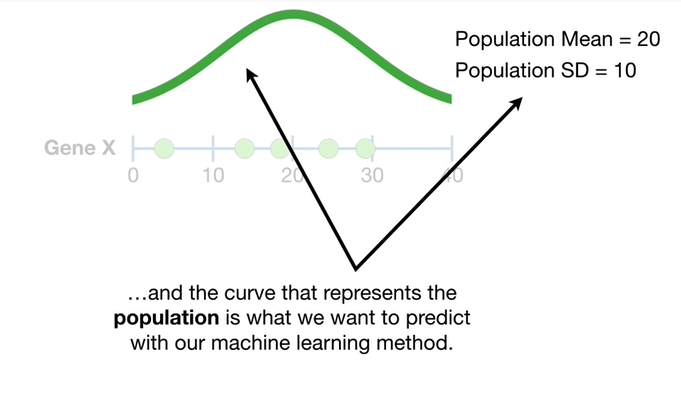 Population Mean = 20
Population SD = 10
Gene X
0 10 20 30 40
…and the curve that represents the
population is what we want to predict
with our machine learning method.